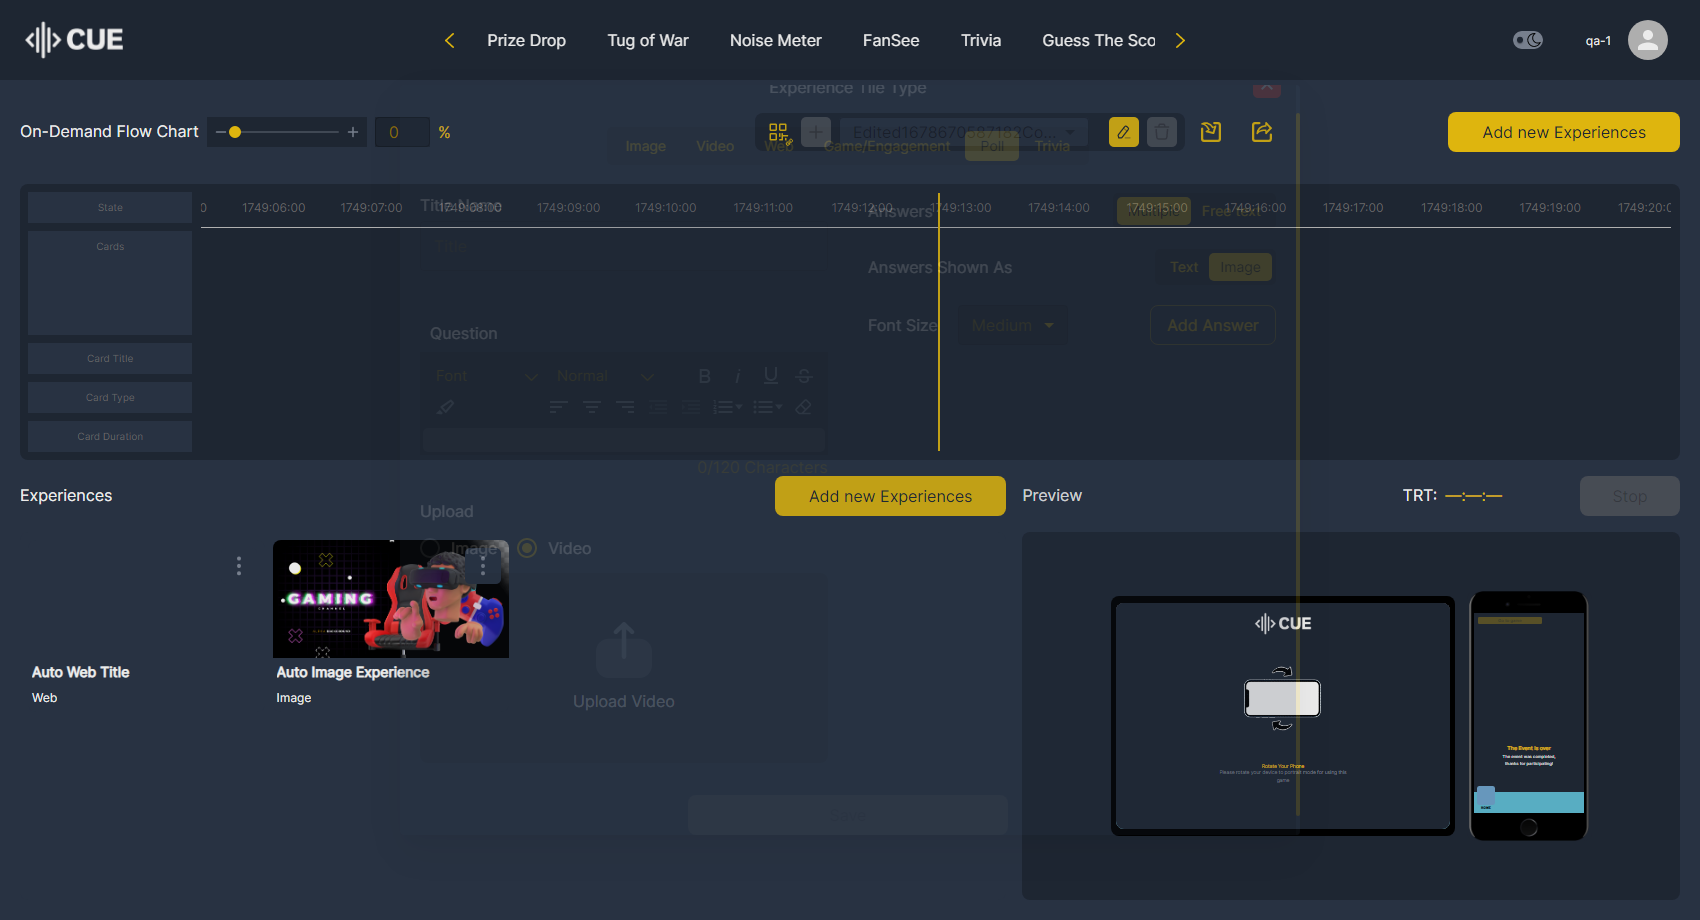 CUE
Prize Drop
Tug of War
Noise Meter
FanSee
Trivia
Guess The Sco
qa-1
Experience Tile Type
On-Demand Flow Chart
0
%
Edited1678670587182Co...
Add new Experiences
Image
Video
Web
Game/Engagement
Poll
Trivia
State
0
1749:06:00
1749:07:00
1749:08:00
1749:09:00
1749:10:00
1749:11:00
1749:12:00
1749:13:00
1749:14:00
1749:15:00
1749:16:00
1749:17:00
1749:18:00
1749:19:00
1749:20:0
Title Name
Answers
Multiple
Free text
Cards
Title
Answers Shown As
Text
Image
Font Size
Medium
Add Answer
Question
Card Title
Font
Normal
B
i
U
S
Card Type
Card Duration
0/120 Characters
Experiences
Add new Experiences
Preview
TRT: —:—:—
Stop
Upload
Image
Video
GAMING
CHANNEL
Upload Video
Auto Web Title
Web
Auto Image Experience
Image
CUE
Rotate Your Phone
Please rotate your device to portrait mode for using this
game
The Event is over
The event was completed,
thanks for participating!
HOME